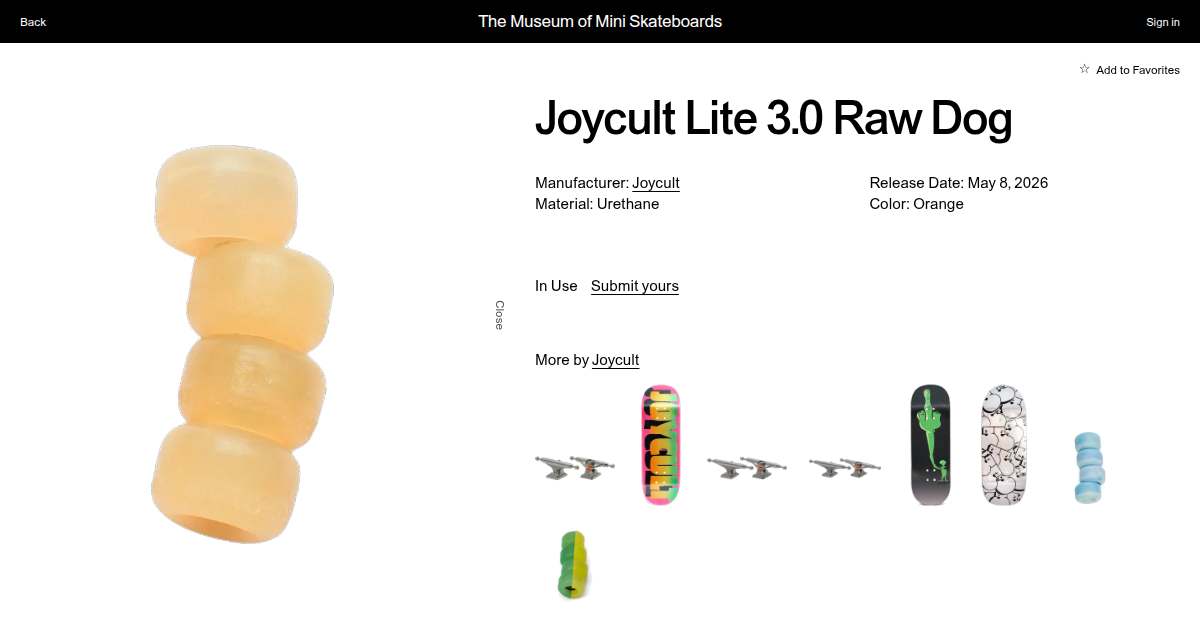 Back
The Museum of Mini Skateboards
Sign in
☆ Add to Favorites
Joycult Lite 3.0 Raw Dog
Manufacturer: Joycult
Material: Urethane
Release Date: May 8, 2026
Color: Orange
In Use Submit yours
Close
More by Joycult
JOYCULT